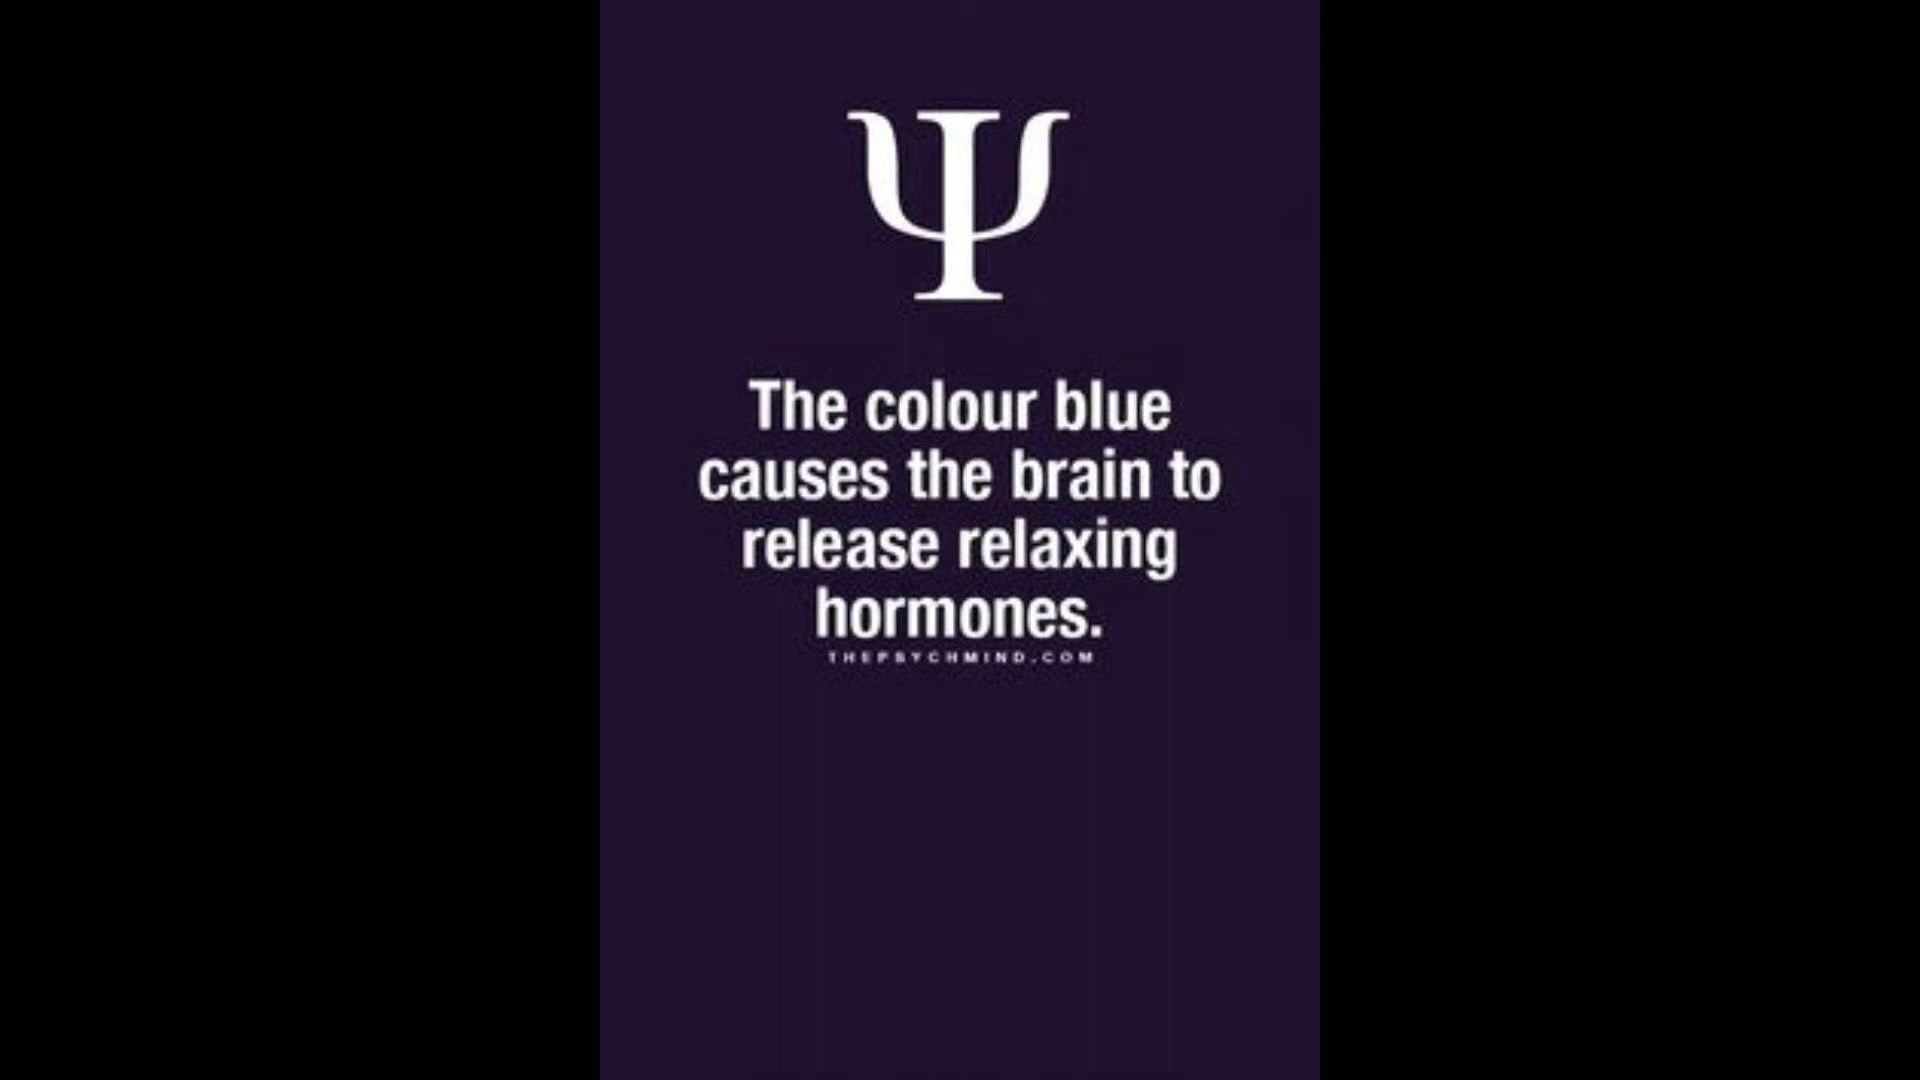 Ψ
The colour blue
causes the brain to
release relaxing
hormones.
THEPSYCHMIND.COM